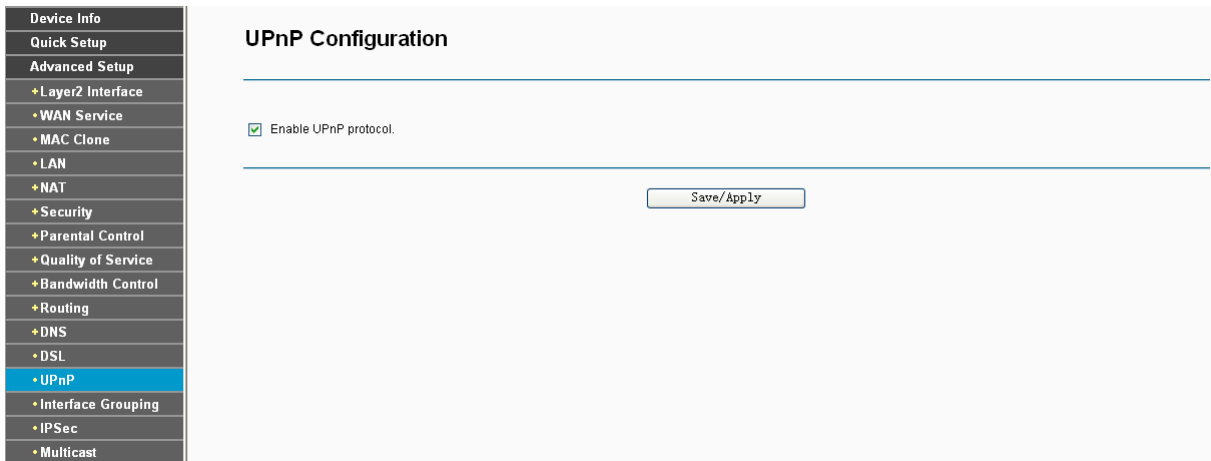 Device Info
Quick Setup
Advanced Setup
+Layer2 Interface
•WAN Service
•MAC Clone
•LAN
+NAT
+Security
+Parental Control
+Quality of Service
+Bandwidth Control
+Routing
+DNS
•DSL
•UPnP
•Interface Grouping
•IPSec
•Multicast
UPnP Configuration
Enable UPnP protocol.
Save/Apply